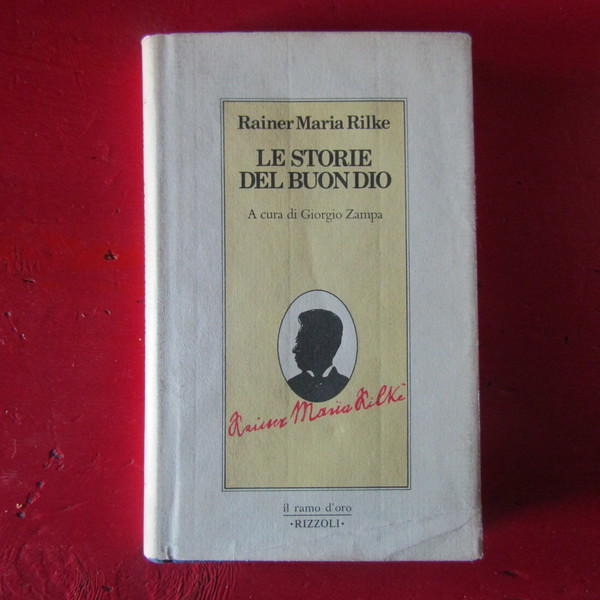 Rainer Maria Rilke
LE STORIE
DEL BUON DIO
A cura di Giorgio Zampa
Rainer Maria Rilke
il ramo d'oro
·RIZZOLI·